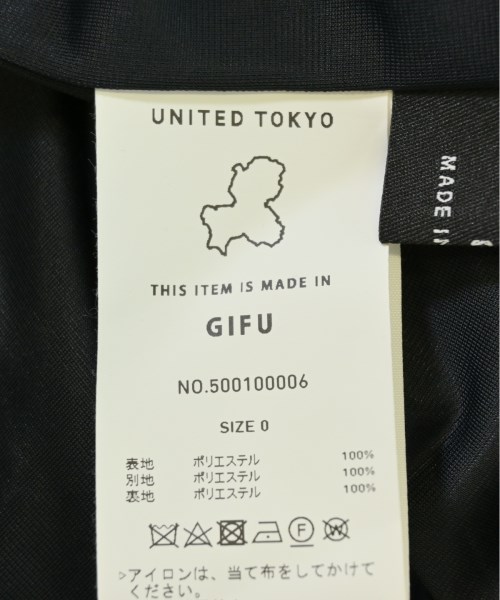 UNITED TOKYO
THIS ITEM IS MADE IN
GIFU
NO.500100006
SIZE 0
表地 ポリエステル 100%
別地 ポリエステル 100%
裏地 ポリエステル 100%
F W
>アイロンは、当て布をしてかけて
ください。
MADE IN